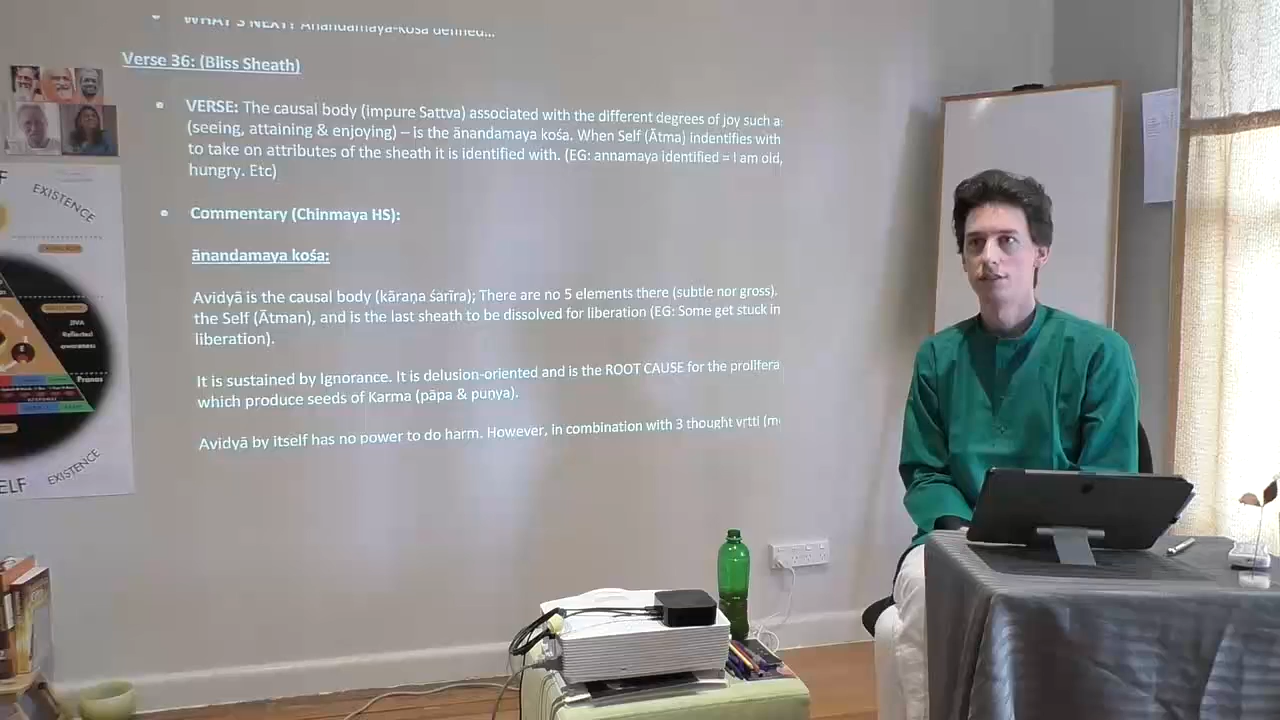 WHAT'S NEXT? Ānandamaya-kośa defined...
Verse 36: (Bliss Sheath)
VERSE: The causal body (impure Sattva) associated with the different degrees of joy such a
(seeing, attaining & enjoying) – is the ānandamaya kośa. When Self (Ātma) indentifies with
to take on attributes of the sheath it is identified with. (EG: annamaya identified = I am old,
hungry. Etc)
Commentary (Chinmaya HS):
ānandamaya kośa:
Avidyā is the causal body (kāraṇa śarīra); There are no 5 elements there (subtle nor gross).
the Self (Ātman), and is the last sheath to be dissolved for liberation (EG: Some get stuck in
liberation).
It is sustained by Ignorance. It is delusion-oriented and is the ROOT CAUSE for the prolifera
which produce seeds of Karma (pāpa & puṇya).
Avidyā by itself has no power to do harm. However, in combination with 3 thought vṛtti (m
EXISTENCE
JIVA
Reflected
awareness
Pranas
EXISTENCE
ELF